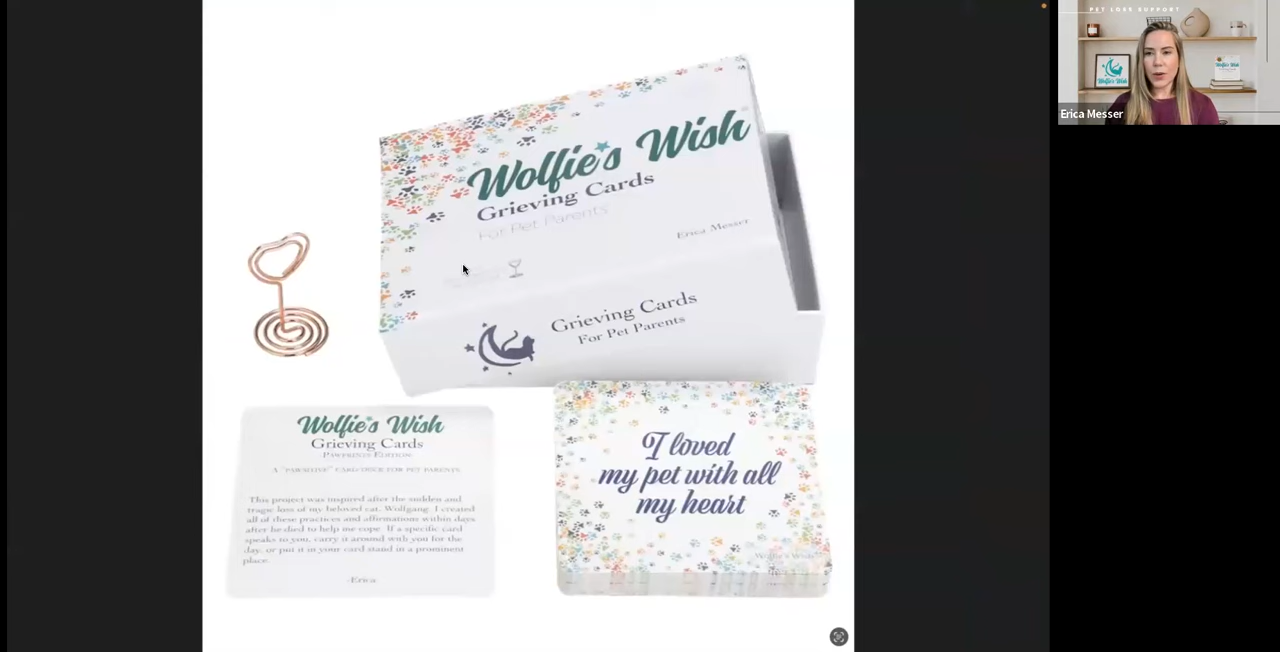 PET LOSS SUPPORT
Wolfie's Wish
Wolfie's Wish
Erica Messer
Wolfie's Wish
Grieving Cards
For Pet Parents
Erica Messer
Grieving Cards
For Pet Parents
Wolfie's Wish
Grieving Cards
PAWPRINTS EDITION
A "PAWSITIVE" CARD DECK FOR PET PARENTS
This project was inspired after the sudden and
tragic loss of my beloved cat, Wolfgang. I created
all of these practices and affirmations within days
after he died to help me cope. If a specific card
speaks to you, carry it around with you for the
day, or put it in your card stand in a prominent
place.
-Erica
I loved
my pet with all
my heart
Wolfie's Wish